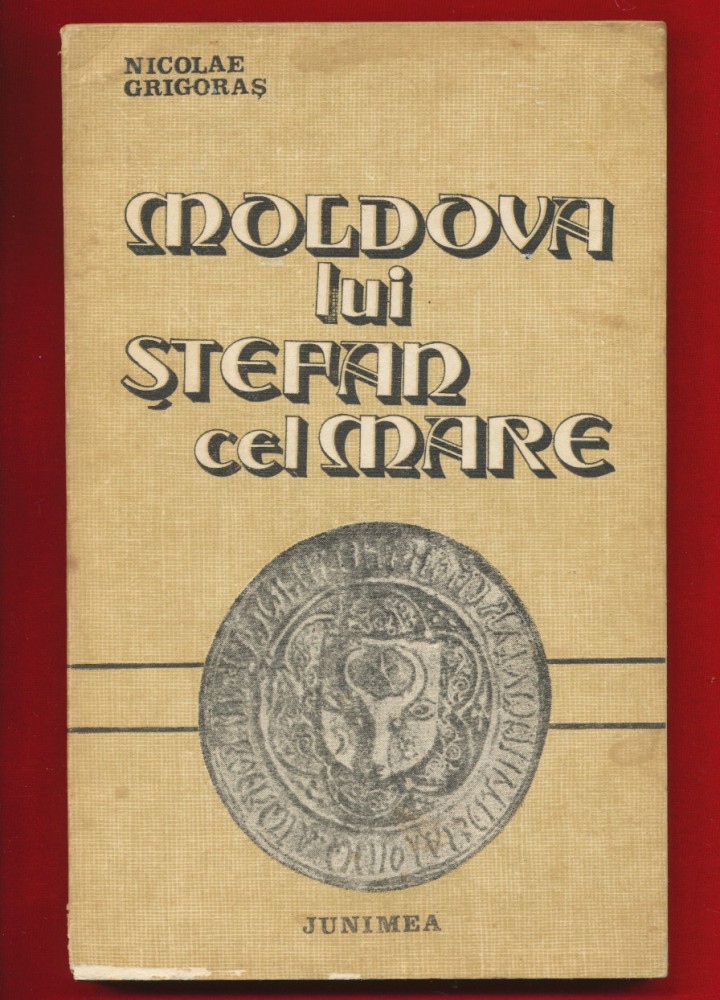 NICOLAE
GRIGORAȘ
MOLDOVA
lui
ȘTEFAN
cel MARE
JUNIMEA